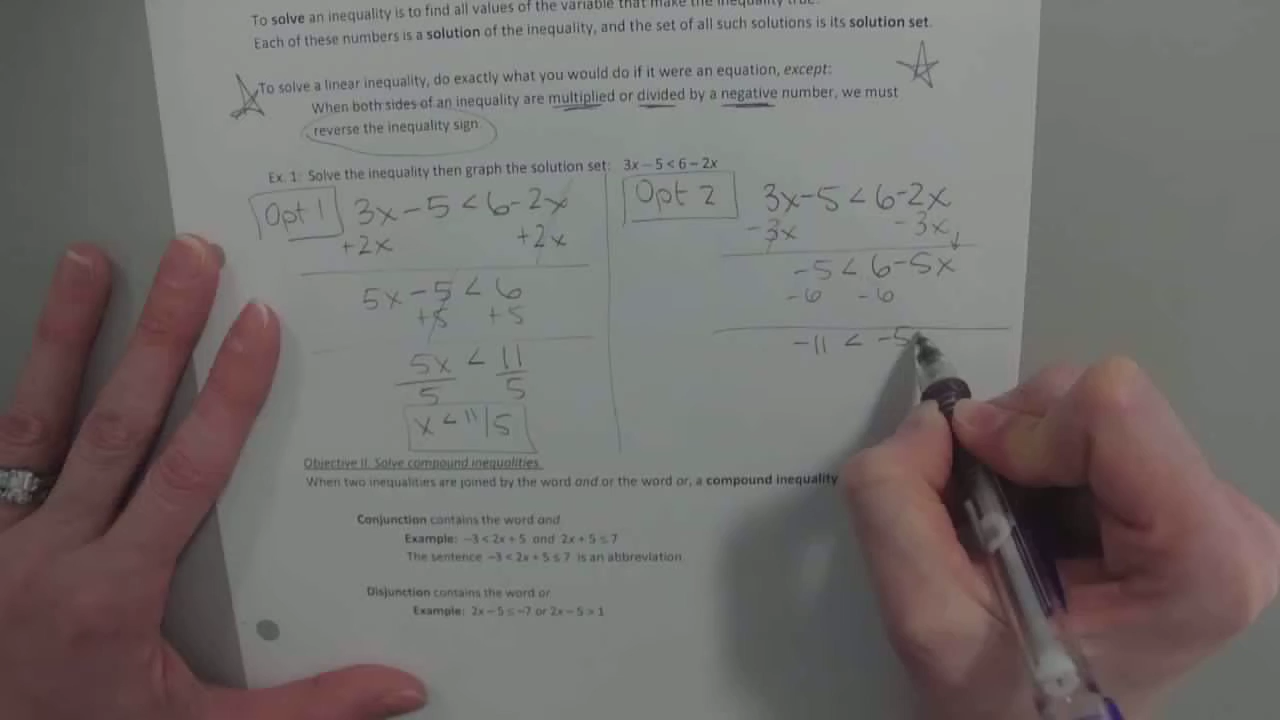 To solve an inequality is to find all values of the variable that make the inequality true.
Each of these numbers is a solution of the inequality, and the set of all such solutions is its solution set.
To solve a linear inequality, do exactly what you would do if it were an equation, except:
When both sides of an inequality are multiplied or divided by a negative number, we must
reverse the inequality sign.
Ex. 1: Solve the inequality then graph the solution set: 3x – 5 < 6 – 2x
Opt 1
3x - 5 < 6 - 2x
+2x +2x
5x - 5 < 6
+5 +5
5x < 11
5 5
x < 11/5
Opt 2
3x - 5 < 6 - 2x
-3x -3x
-5 < 6 - 5x
-6 -6
-11 < -5
Objective II. Solve compound inequalities.
When two inequalities are joined by the word and or the word or, a compound inequality
Conjunction contains the word and
Example: –3 < 2x + 5 and 2x + 5 ≤ 7
The sentence –3 < 2x + 5 ≤ 7 is an abbreviation.
Disjunction contains the word or
Example: 2x – 5 ≤ –7 or 2x – 5 > 1